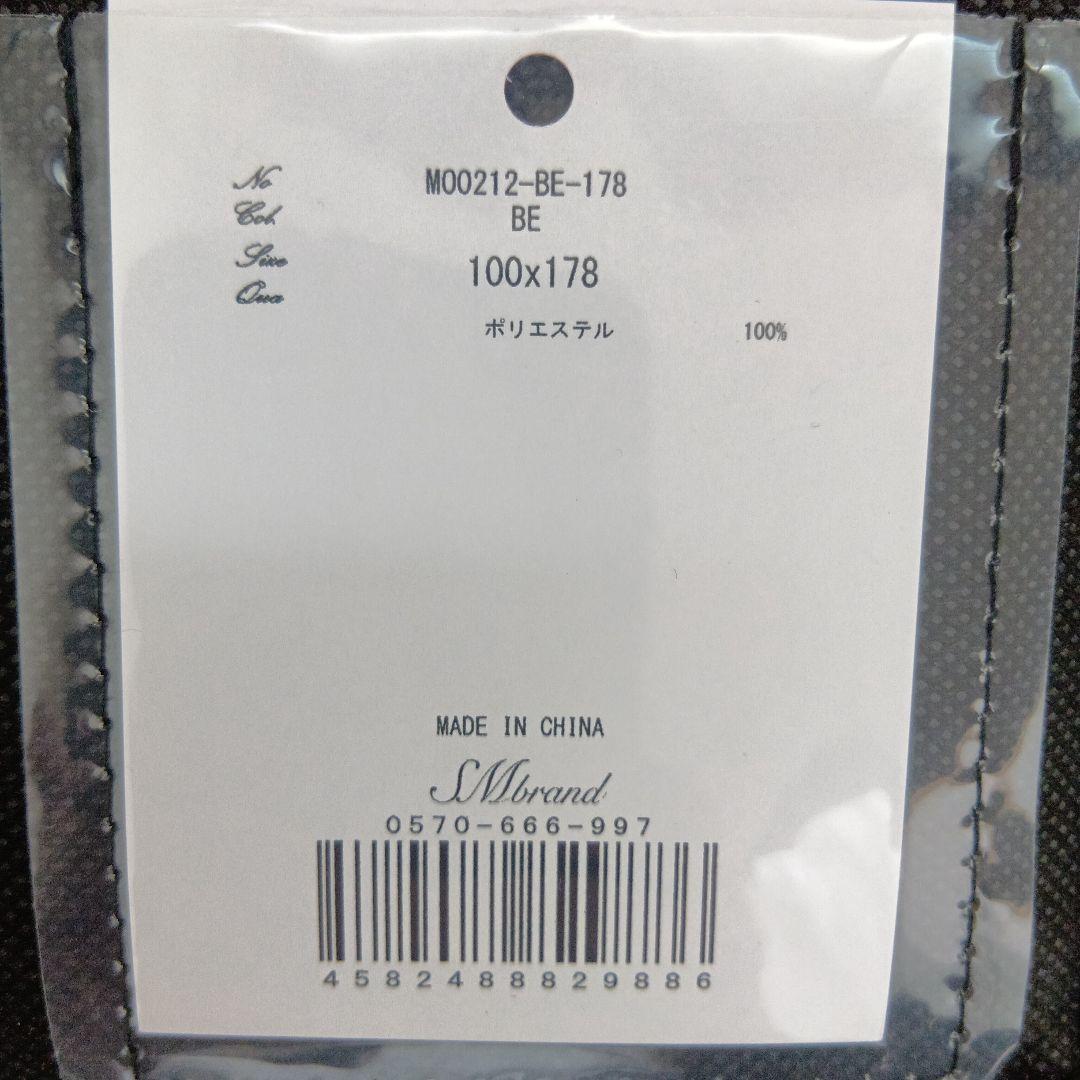 No M00212-BE-178
Col. BE
Size 100x178
Qua
ポリエステル 100%
MADE IN CHINA
SMbrand
0570-666-997
4582488829886